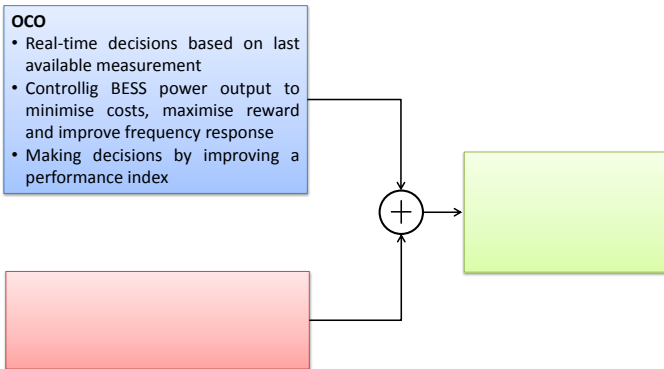 OCO
• Real-time decisions based on last
available measurement
• Controllig BESS power output to
minimise costs, maximise reward
and improve frequency response
• Making decisions by improving a
performance index
+